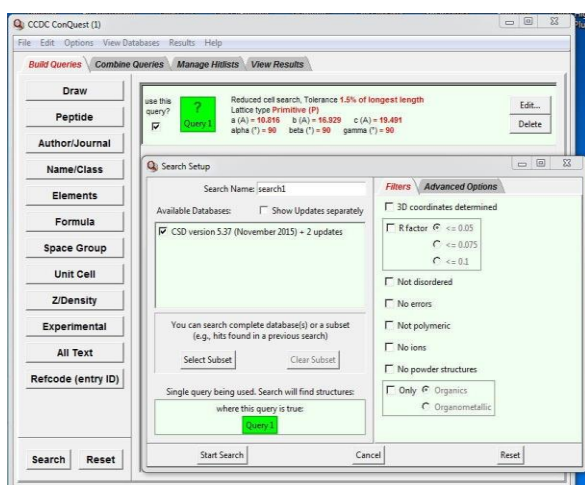 CCDC ConQuest (1)
File Edit Options View Databases Results Help
Build Queries Combine Queries Manage Hitlists View Results
Draw
Peptide
Author/Journal
Name/Class
Elements
Formula
Space Group
Unit Cell
Z/Density
Experimental
All Text
Refcode (entry ID)
Search Reset
use this
query?
?
Query 1
Reduced cell search, Tolerance 1.5% of longest length
Lattice type Primitive (P)
a (A) = 10.816 b (A) = 16.929 c (A) = 19.491
alpha (°) = 90 beta (°) = 90 gamma (°) = 90
Edit...
Delete
Search Setup
Search Name: search1
Available Databases: Show Updates separately
CSD version 5.37 (November 2015) + 2 updates
You can search complete database(s) or a subset
(e.g., hits found in a previous search)
Select Subset Clear Subset
Single query being used. Search will find structures:
where this query is true:
Query 1
Filters Advanced Options
3D coordinates determined
R factor <= 0.05
<= 0.075
<= 0.1
Not disordered
No errors
Not polymeric
No ions
No powder structures
Only Organics
Organometallic
Start Search Cancel Reset